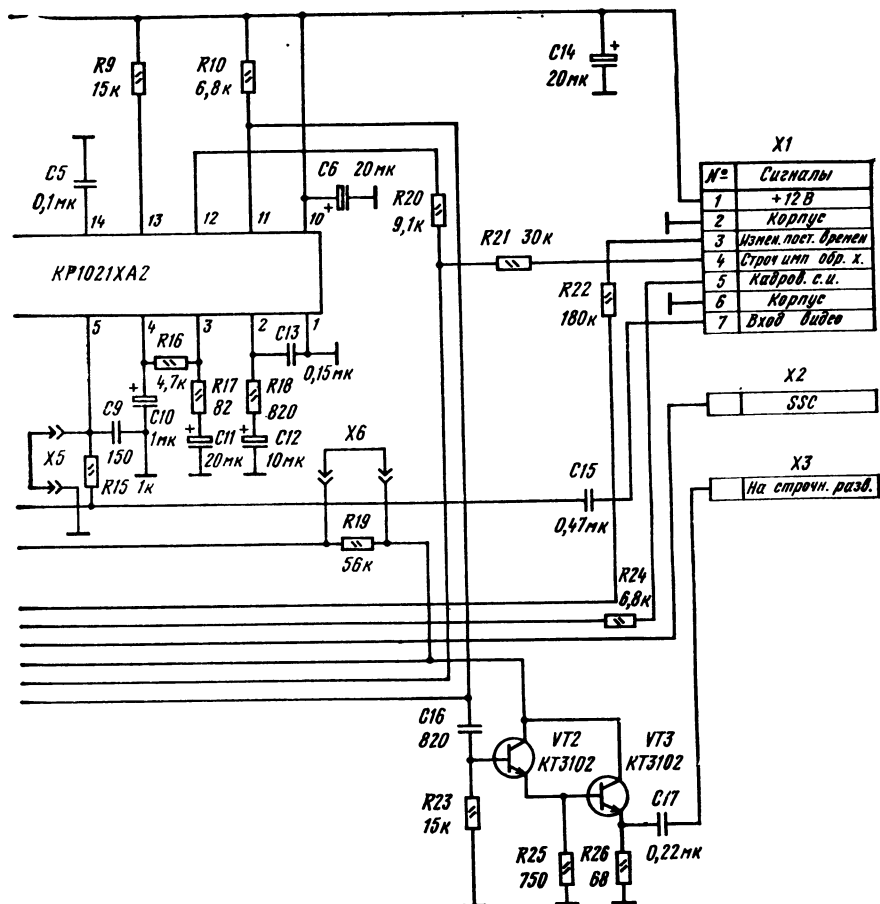 R9
15к
R10
6,8к
C14
+
20мк
X1
№ Сигналы
1 +12 В
2 Корпус
3 Измен. пост. времен
4 Строч имп обр. х.
5 Кадров. с.и.
6 Корпус
7 Вход видео
C5
0,1мк
C6 20мк
+
R20
9,1к
14 13 12 11 10
R21 30к
КР1021ХА2
R22
180к
5 4 3 2 1
R16
4,7к
C13
0,15мк
R17
82
R18
820
X2
SSC
+
C10
1мк
C9
150
X5
R15 1к
+
C11
20мк
+
C12
10мк
X6
C15
0,47мк
X3
На строчн. разв.
R19
56к
R24
6,8к
C16
820
VT2
КТ3102
VT3
КТ3102
R23
15к
C17
0,22мк
R25
750
R26
68